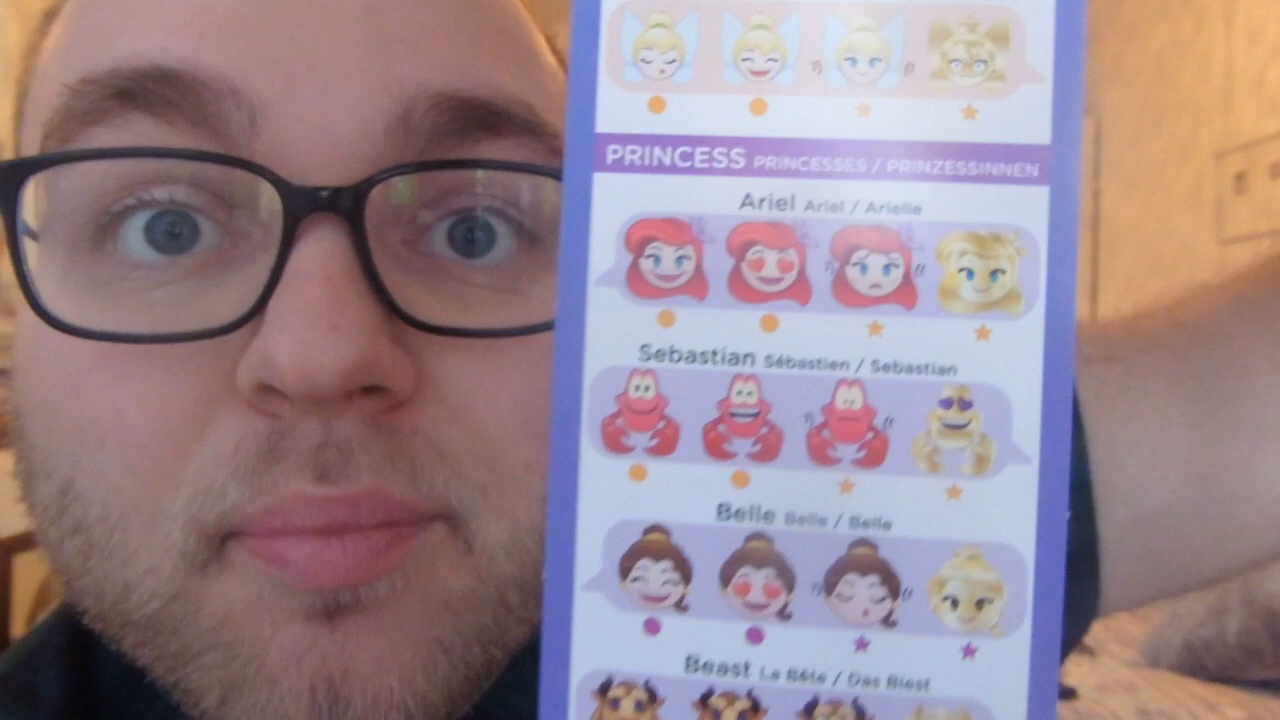 PRINCESS PRINCESSES / PRINZESSINNEN
Ariel Ariel / Arielle
Sebastian Sébastien / Sebastian
Belle Belle / Belle
Beast La Bête / Das Biest